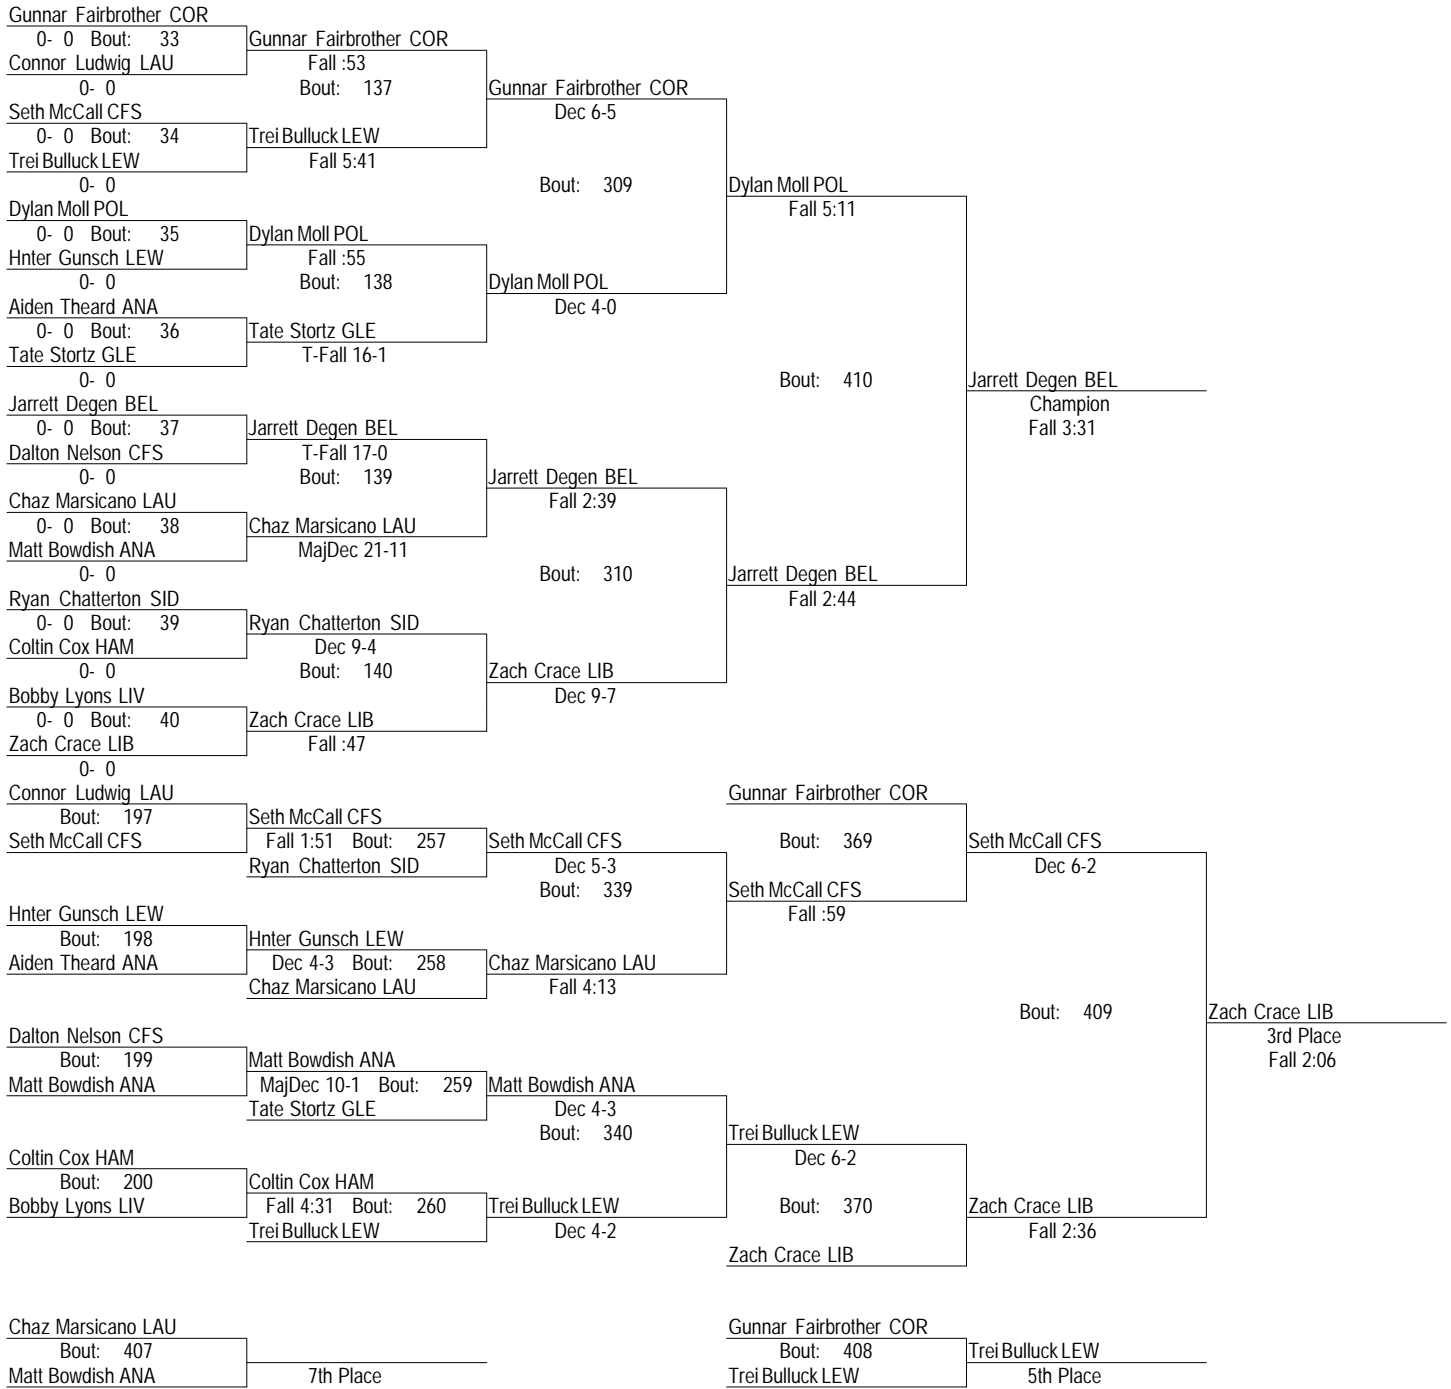 Gunnar Fairbrother COR
0- 0 Bout: 33 Gunnar Fairbrother COR
Connor Ludwig LAU Fall :53
0- 0 Bout: 137 Gunnar Fairbrother COR
Seth McCall CFS Dec 6-5
0- 0 Bout: 34 Trei Bulluck LEW
Trei Bulluck LEW Fall 5:41
0- 0 Bout: 309 Dylan Moll POL
Dylan Moll POL Fall 5:11
0- 0 Bout: 35 Dylan Moll POL
Hnter Gunsch LEW Fall :55
0- 0 Bout: 138 Dylan Moll POL
Aiden Theard ANA Dec 4-0
0- 0 Bout: 36 Tate Stortz GLE
Tate Stortz GLE T-Fall 16-1
0- 0 Bout: 410 Jarrett Degen BEL
Jarrett Degen BEL Champion
0- 0 Bout: 37 Jarrett Degen BEL Fall 3:31
Dalton Nelson CFS T-Fall 17-0
0- 0 Bout: 139 Jarrett Degen BEL
Chaz Marsicano LAU Fall 2:39
0- 0 Bout: 38 Chaz Marsicano LAU
Matt Bowdish ANA MajDec 21-11
0- 0 Bout: 310 Jarrett Degen BEL
Ryan Chatterton SID Fall 2:44
0- 0 Bout: 39 Ryan Chatterton SID
Coltin Cox HAM Dec 9-4
0- 0 Bout: 140 Zach Crace LIB
Bobby Lyons LIV Dec 9-7
0- 0 Bout: 40 Zach Crace LIB
Zach Crace LIB Fall :47
0- 0
Connor Ludwig LAU Gunnar Fairbrother COR
Bout: 197 Seth McCall CFS
Seth McCall CFS Fall 1:51 Bout: 257 Seth McCall CFS Bout: 369 Seth McCall CFS
Ryan Chatterton SID Dec 5-3 Dec 6-2
Bout: 339 Seth McCall CFS
Hnter Gunsch LEW Fall :59
Bout: 198 Hnter Gunsch LEW
Aiden Theard ANA Dec 4-3 Bout: 258 Chaz Marsicano LAU
Chaz Marsicano LAU Fall 4:13
Bout: 409 Zach Crace LIB
Dalton Nelson CFS 3rd Place
Bout: 199 Matt Bowdish ANA Fall 2:06
Matt Bowdish ANA MajDec 10-1 Bout: 259 Matt Bowdish ANA
Tate Stortz GLE Dec 4-3
Bout: 340 Trei Bulluck LEW
Coltin Cox HAM Dec 6-2
Bout: 200 Coltin Cox HAM
Bobby Lyons LIV Fall 4:31 Bout: 260 Trei Bulluck LEW Bout: 370 Zach Crace LIB
Trei Bulluck LEW Dec 4-2 Fall 2:36
Zach Crace LIB
Chaz Marsicano LAU Gunnar Fairbrother COR
Bout: 407 Bout: 408 Trei Bulluck LEW
Matt Bowdish ANA 7th Place Trei Bulluck LEW 5th Place